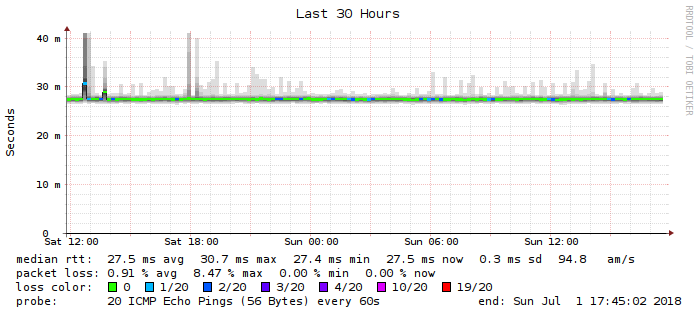 Last 30 Hours
RRDTOOL / TOBI OETIKER
Seconds
40 m
30 m
20 m
10 m
0
Sat 12:00 Sat 18:00 Sun 00:00 Sun 06:00 Sun 12:00
median rtt: 27.5 ms avg 30.7 ms max 27.4 ms min 27.5 ms now 0.3 ms sd 94.8 am/s
packet loss: 0.91 % avg 8.47 % max 0.00 % min 0.00 % now
loss color: 0 1/20 2/20 3/20 4/20 10/20 19/20
probe: 20 ICMP Echo Pings (56 Bytes) every 60s end: Sun Jul 1 17:45:02 2018